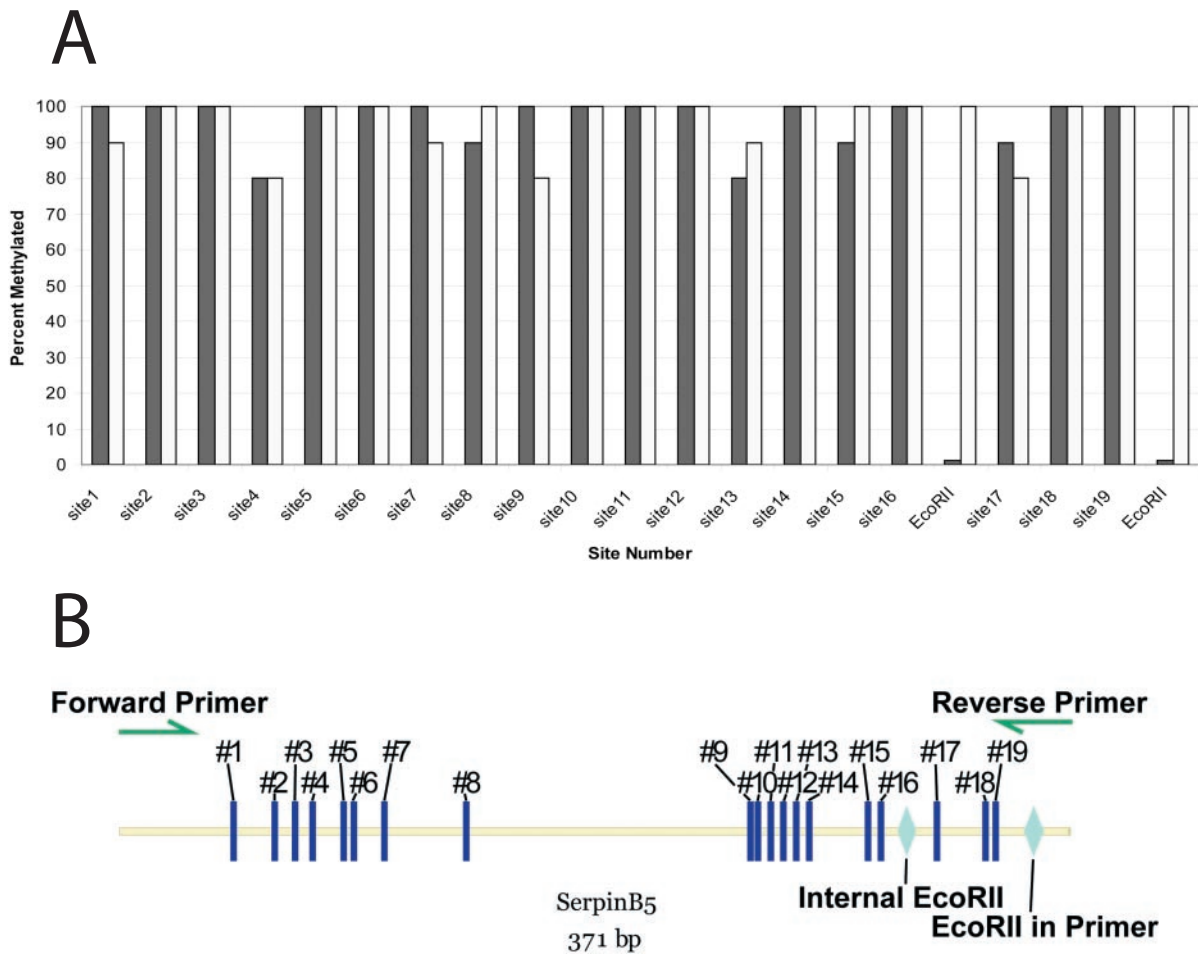 A
100
90
80
70
60
50
40
30
20
10
0
Percent Methylated
site1
site2
site3
site4
site5
site6
site7
site8
site9
site10
site11
site12
site13
site14
site15
site16
EcoRII
site17
site18
site19
EcoRII
Site Number
B
Forward Primer
Reverse Primer
#1 #3 #5 #7 #9 #11 #13 #15 #17 #19
#2 #4 #6 #8 #10 #12 #14 #16 #18
Internal EcoRII
EcoRII in Primer
SerpinB5
371 bp